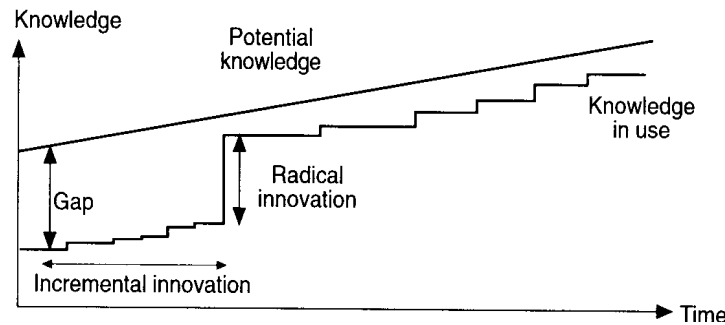 Knowledge
Potential
knowledge
Knowledge
in use
Radical
innovation
Gap
Incremental innovation
Time